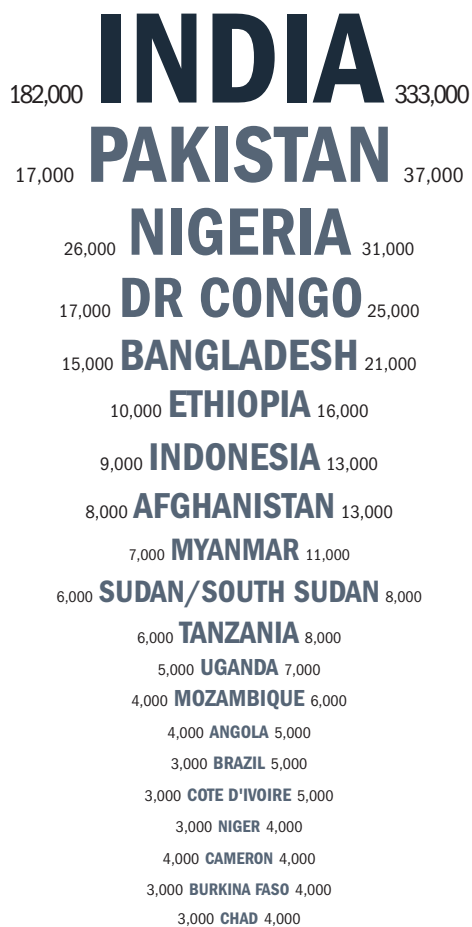 182,000 INDIA 333,000
17,000 PAKISTAN 37,000
26,000 NIGERIA 31,000
17,000 DR CONGO 25,000
15,000 BANGLADESH 21,000
10,000 ETHIOPIA 16,000
9,000 INDONESIA 13,000
8,000 AFGHANISTAN 13,000
7,000 MYANMAR 11,000
6,000 SUDAN/SOUTH SUDAN 8,000
6,000 TANZANIA 8,000
5,000 UGANDA 7,000
4,000 MOZAMBIQUE 6,000
4,000 ANGOLA 5,000
3,000 BRAZIL 5,000
3,000 COTE D'IVOIRE 5,000
3,000 NIGER 4,000
4,000 CAMERON 4,000
3,000 BURKINA FASO 4,000
3,000 CHAD 4,000